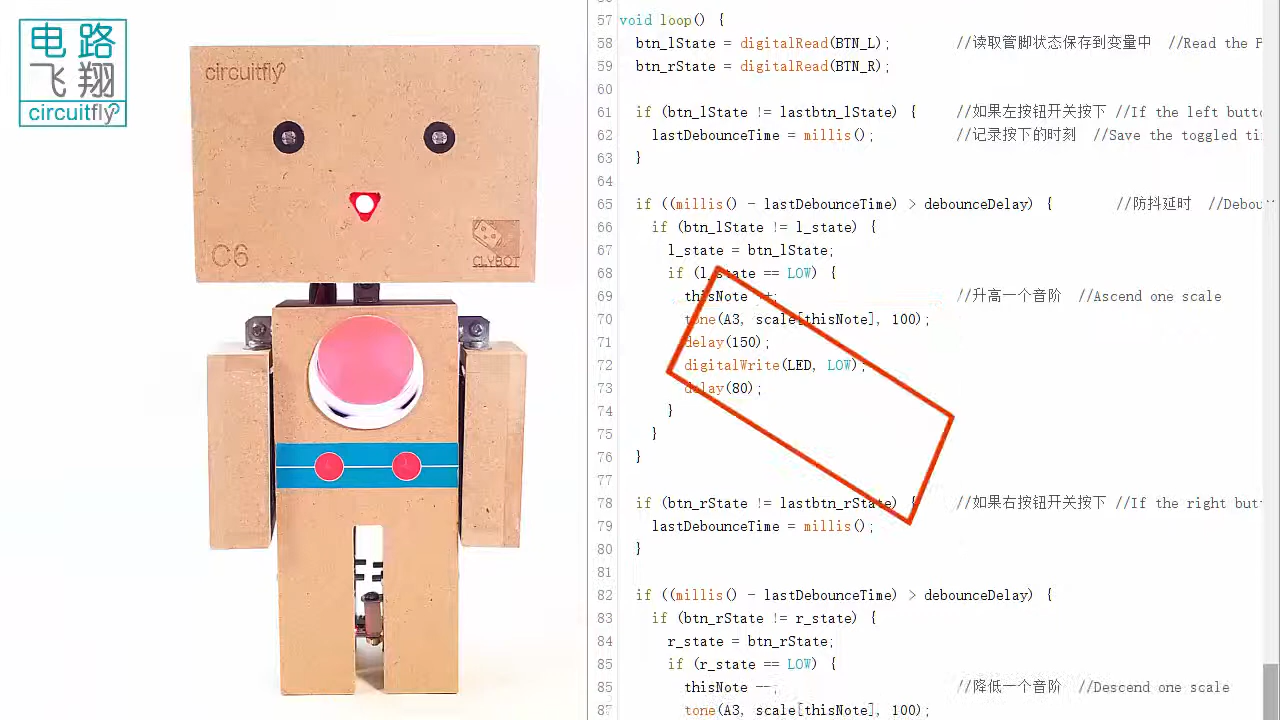 电路
飞翔
circuitfly
circuitfly
C6
CLYBOT
57 void loop() {
58 btn_lState = digitalRead(BTN_L); //读取管脚状态保存到变量中 //Read the P
59 btn_rState = digitalRead(BTN_R);
60
61 if (btn_lState != lastbtn_lState) { //如果左按钮开关按下 //If the left butto
62 lastDebounceTime = millis(); //记录按下的时刻 //Save the toggled ti
63 }
64
65 if ((millis() - lastDebounceTime) > debounceDelay) { //防抖延时 //Debou
66 if (btn_lState != l_state) {
67 l_state = btn_lState;
68 if (l_state == LOW) {
69 thisNote ++; //升高一个音阶 //Ascend one scale
70 tone(A3, scale[thisNote], 100);
71 delay(150);
72 digitalWrite(LED, LOW);
73 delay(80);
74 }
75 }
76 }
77
78 if (btn_rState != lastbtn_rState) { //如果右按钮开关按下 //If the right but
79 lastDebounceTime = millis();
80 }
81
82 if ((millis() - lastDebounceTime) > debounceDelay) {
83 if (btn_rState != r_state) {
84 r_state = btn_rState;
85 if (r_state == LOW) {
85 thisNote --; //降低一个音阶 //Descend one scale
87 tone(A3, scale[thisNote], 100);